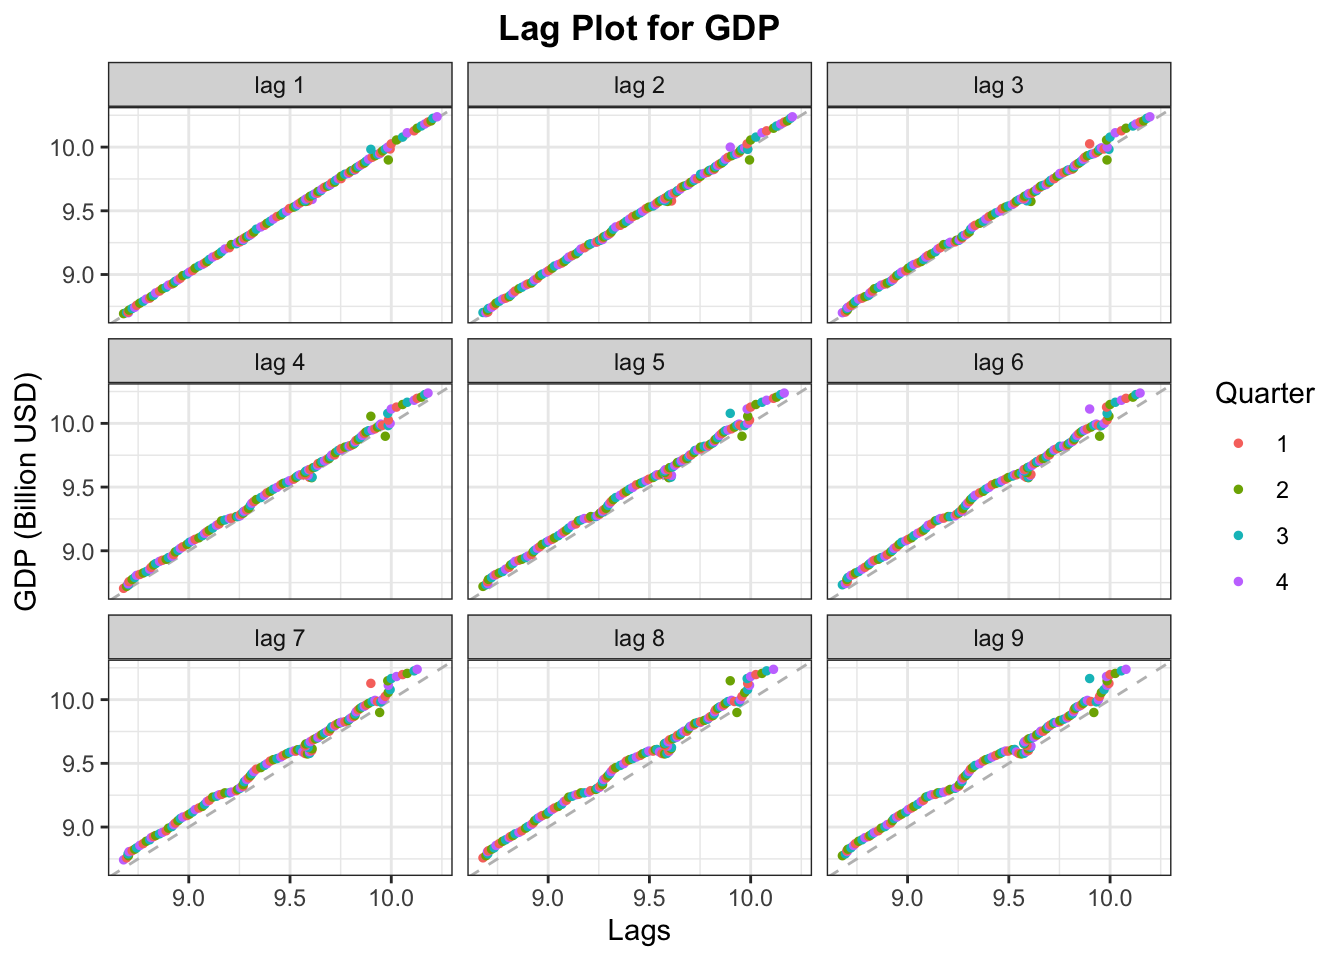 Lag Plot for GDP
lag 1
lag 2
lag 3
10.0
9.5
9.0
lag 4
lag 5
lag 6
10.0
9.5
9.0
lag 7
lag 8
lag 9
10.0
9.5
9.0
9.0 9.5 10.0
9.0 9.5 10.0
9.0 9.5 10.0
Lags
GDP (Billion USD)
Quarter
1
2
3
4